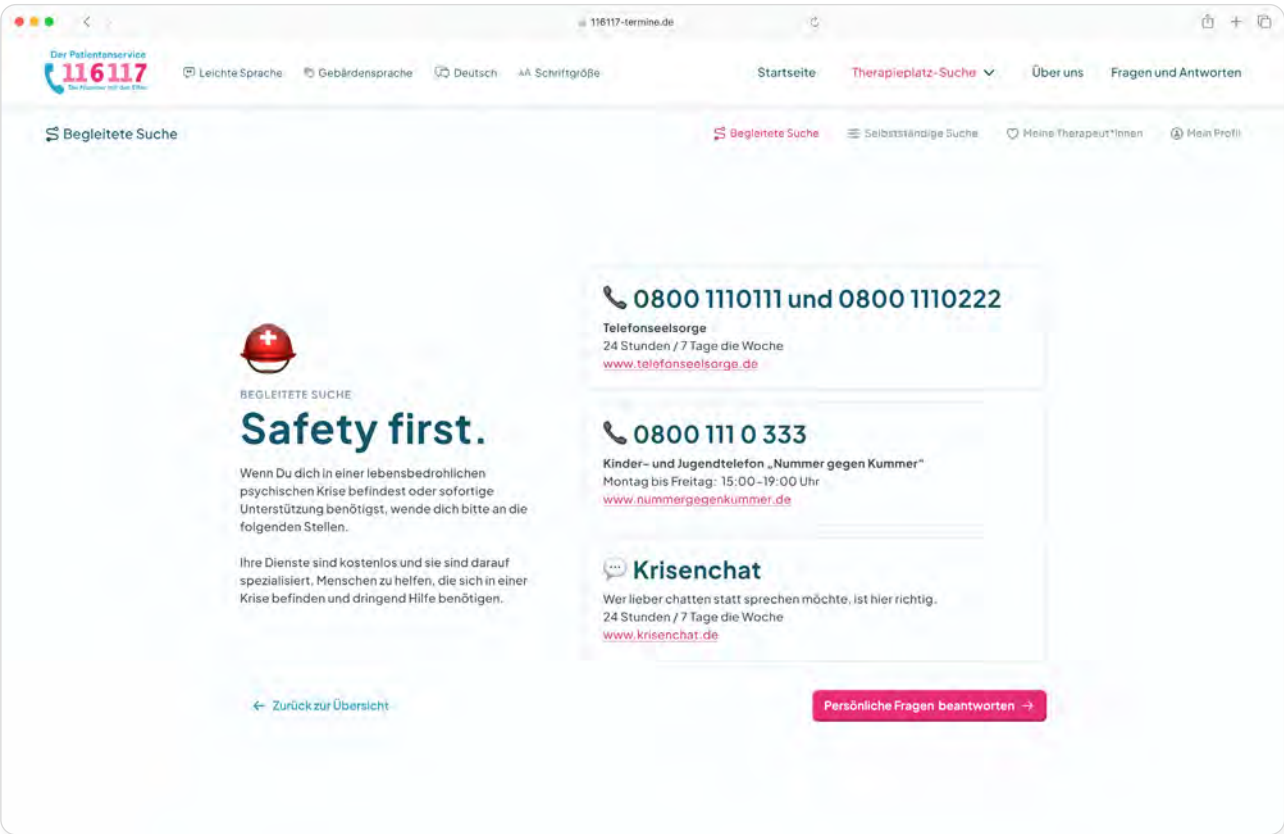 116117-termine.de
Der Patientenservice
116117
Die Nummer mit den Elfen
Leichte Sprache
Gebärdensprache
Deutsch
AA Schriftgröße
Startseite
Therapieplatz-Suche
Über uns
Fragen und Antworten
Begleitete Suche
Begleitete Suche
Selbstständige Suche
Meine Therapeut*innen
Mein Profil
BEGLEITETE SUCHE
Safety first.
Wenn Du dich in einer lebensbedrohlichen
psychischen Krise befindest oder sofortige
Unterstützung benötigst, wende dich bitte an die
folgenden Stellen.
Ihre Dienste sind kostenlos und sie sind darauf
spezialisiert, Menschen zu helfen, die sich in einer
Krise befinden und dringend Hilfe benötigen.
0800 1110111 und 0800 1110222
Telefonseelsorge
24 Stunden / 7 Tage die Woche
www.telefonseelsorge.de
0800 111 0 333
Kinder- und Jugendtelefon „Nummer gegen Kummer“
Montag bis Freitag: 15:00-19:00 Uhr
www.nummergegenkummer.de
Krisenchat
Wer lieber chatten statt sprechen möchte, ist hier richtig.
24 Stunden / 7 Tage die Woche
www.krisenchat.de
← Zurück zur Übersicht
Persönliche Fragen beantworten →